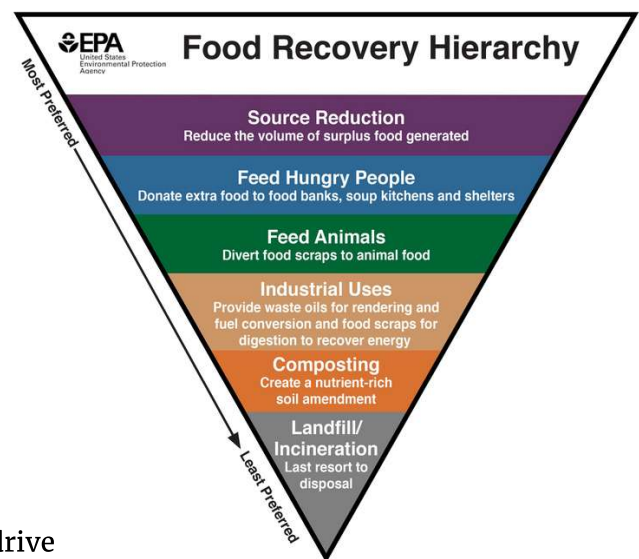 EPA
United States
Environmental Protection
Agency
Food Recovery Hierarchy
Most Preferred
Source Reduction
Reduce the volume of surplus food generated
Feed Hungry People
Donate extra food to food banks, soup kitchens and shelters
Feed Animals
Divert food scraps to animal food
Industrial Uses
Provide waste oils for rendering and
fuel conversion and food scraps for
digestion to recover energy
Composting
Create a nutrient-rich
soil amendment
Landfill/
Incineration
Last resort to
disposal
Least Preferred
drive